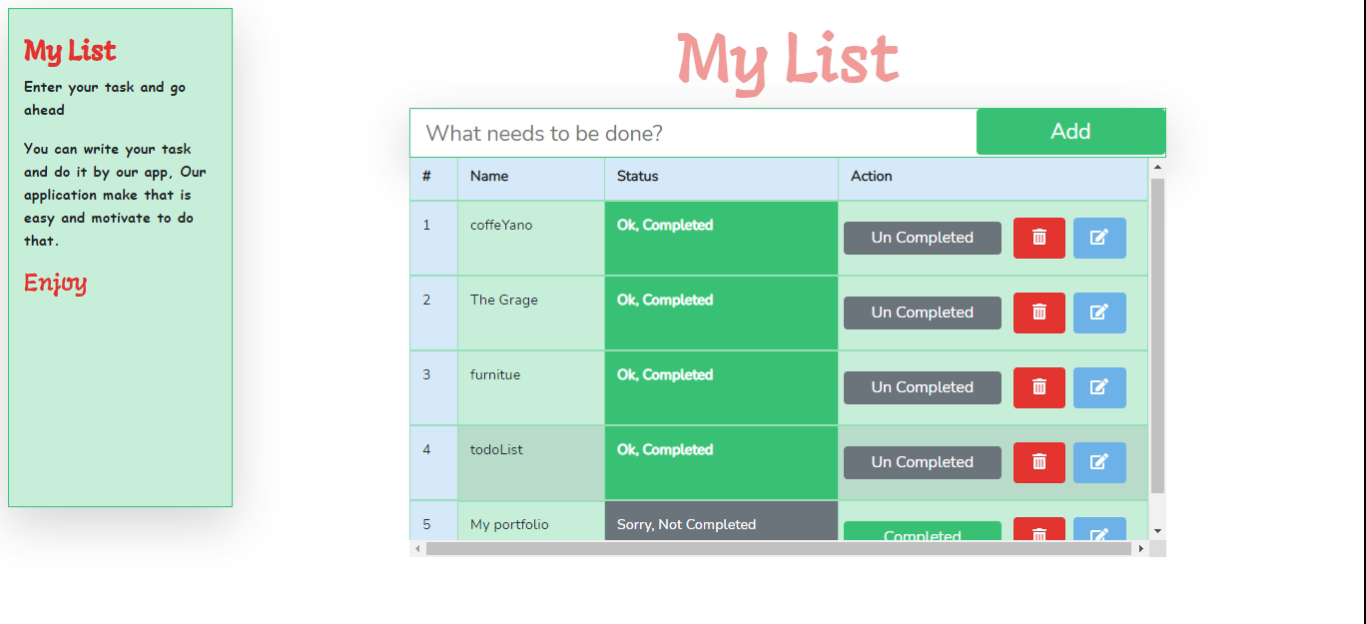 My List
Enter your task and go
ahead
You can write your task
and do it by our app, Our
application make that is
easy and motivate to do
that.
Enjoy
My List
What needs to be done? Add
# Name Status Action
1 coffeYano Ok, Completed Un Completed
2 The Grage Ok, Completed Un Completed
3 furnitue Ok, Completed Un Completed
4 todoList Ok, Completed Un Completed
5 My portfolio Sorry, Not Completed Completed